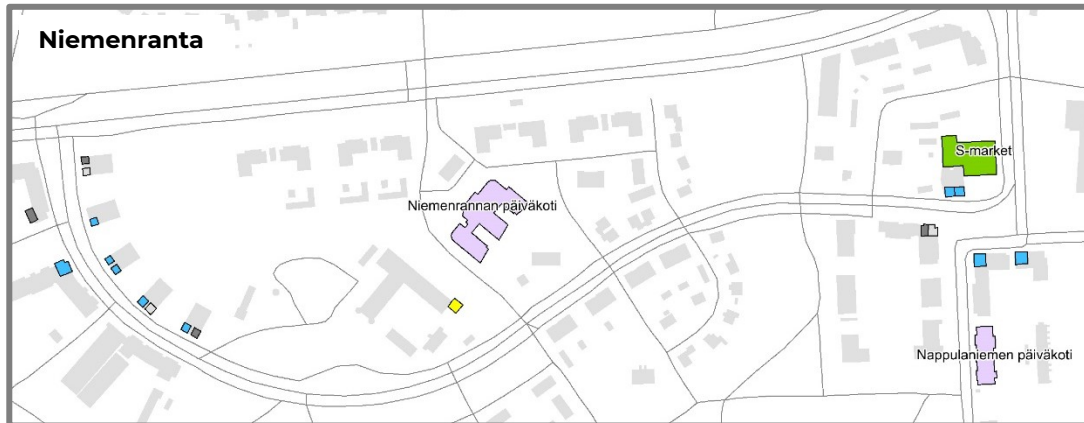 Niemenranta
S-market
Niemenrannan päiväkoti
Nappulaniemen päiväkoti